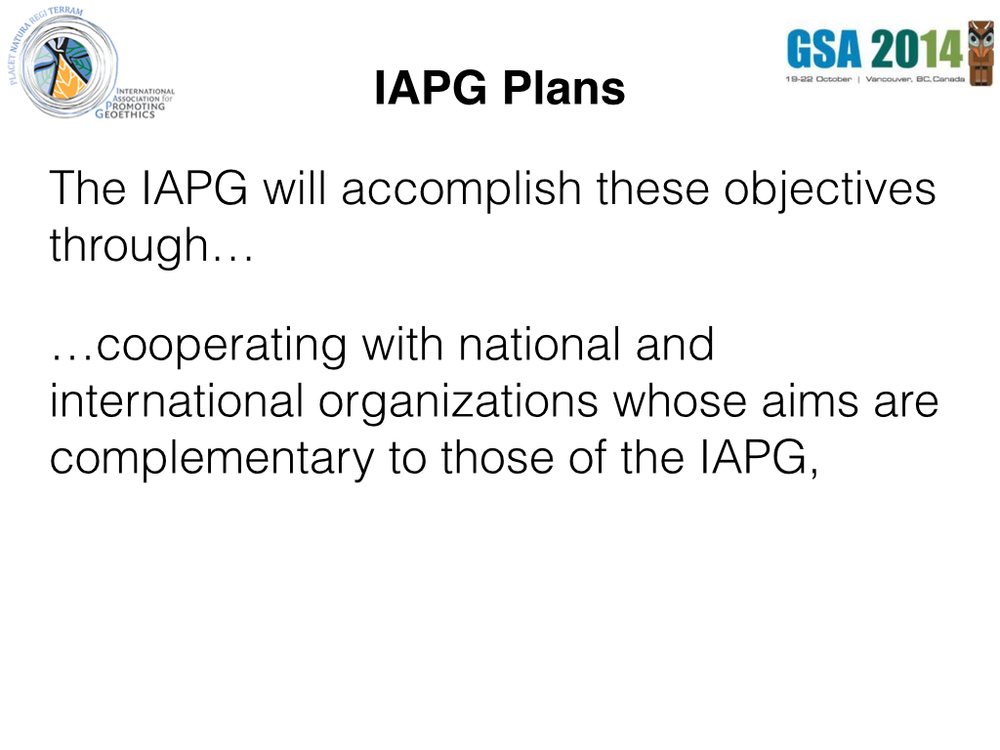 PLACET NATURA REGI TERRAM
INTERNATIONAL
ASSOCIATION for
PROMOTING
GEOETHICS
GSA 2014
19-22 October | Vancouver, BC, Canada
IAPG Plans
The IAPG will accomplish these objectives
through…
…cooperating with national and
international organizations whose aims are
complementary to those of the IAPG,